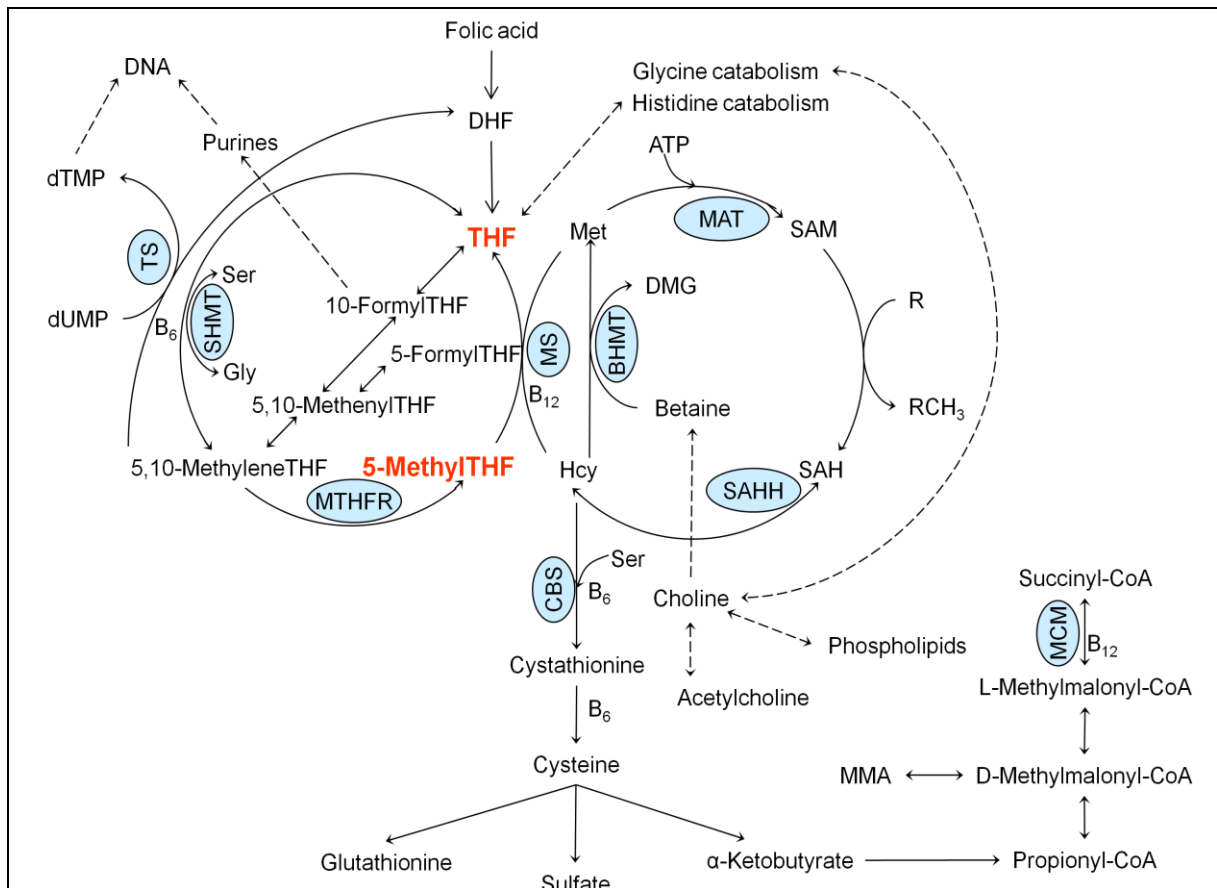 Folic acid
DNA
Glycine catabolism
Histidine catabolism
DHF
Purines
ATP
dTMP
MAT
THF
Met
SAM
TS
Ser
DMG
10-FormylTHF
R
dUMP
B₆
SHMT
MS
BHMT
5-FormylTHF
Gly
B₁₂
5,10-MethenylTHF
Betaine
RCH₃
5,10-MethyleneTHF
5-MethylTHF
Hcy
SAH
MTHFR
SAHH
Ser
CBS
B₆
Choline
Succinyl-CoA
MCM
B₁₂
Phospholipids
Cystathionine
L-Methylmalonyl-CoA
Acetylcholine
B₆
Cysteine
MMA
D-Methylmalonyl-CoA
Glutathionine
α-Ketobutyrate
Propionyl-CoA
Sulfate